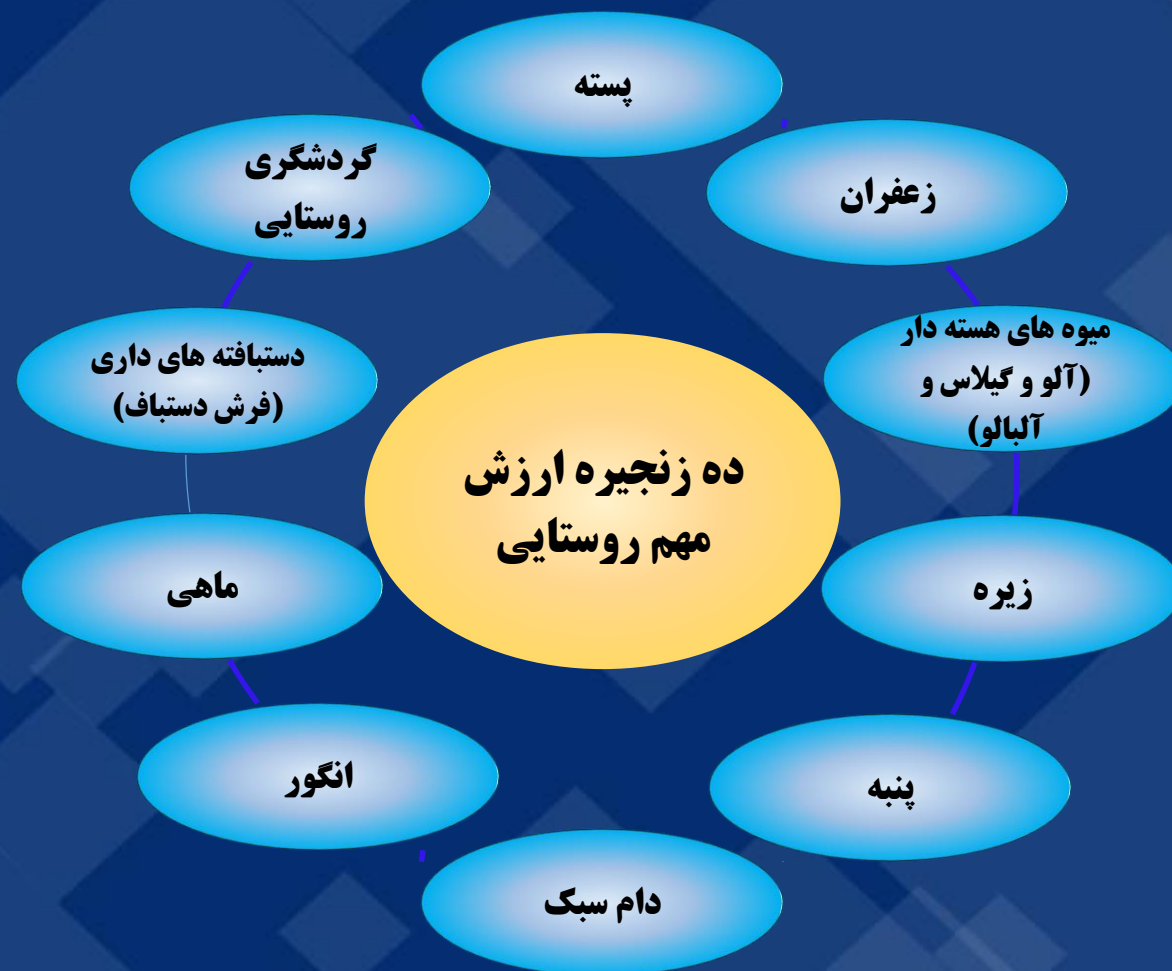 پسته
زعفران
میوه های هسته دار
(آلو و گیلاس و
آلبالو)
زیره
پنبه
دام سبک
انگور
ماهی
دستبافته های داری
(فرش دستباف)
گردشگری
روستایی
ده زنجیره ارزش
مهم روستایی